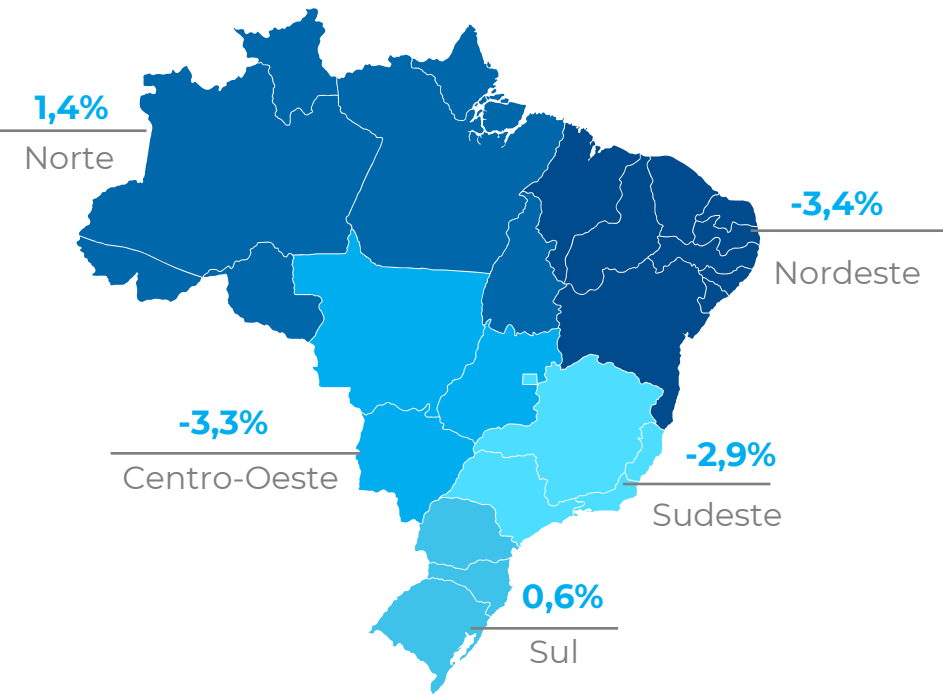 1,4%
Norte
-3,4%
Nordeste
-3,3%
Centro-Oeste
-2,9%
Sudeste
0,6%
Sul